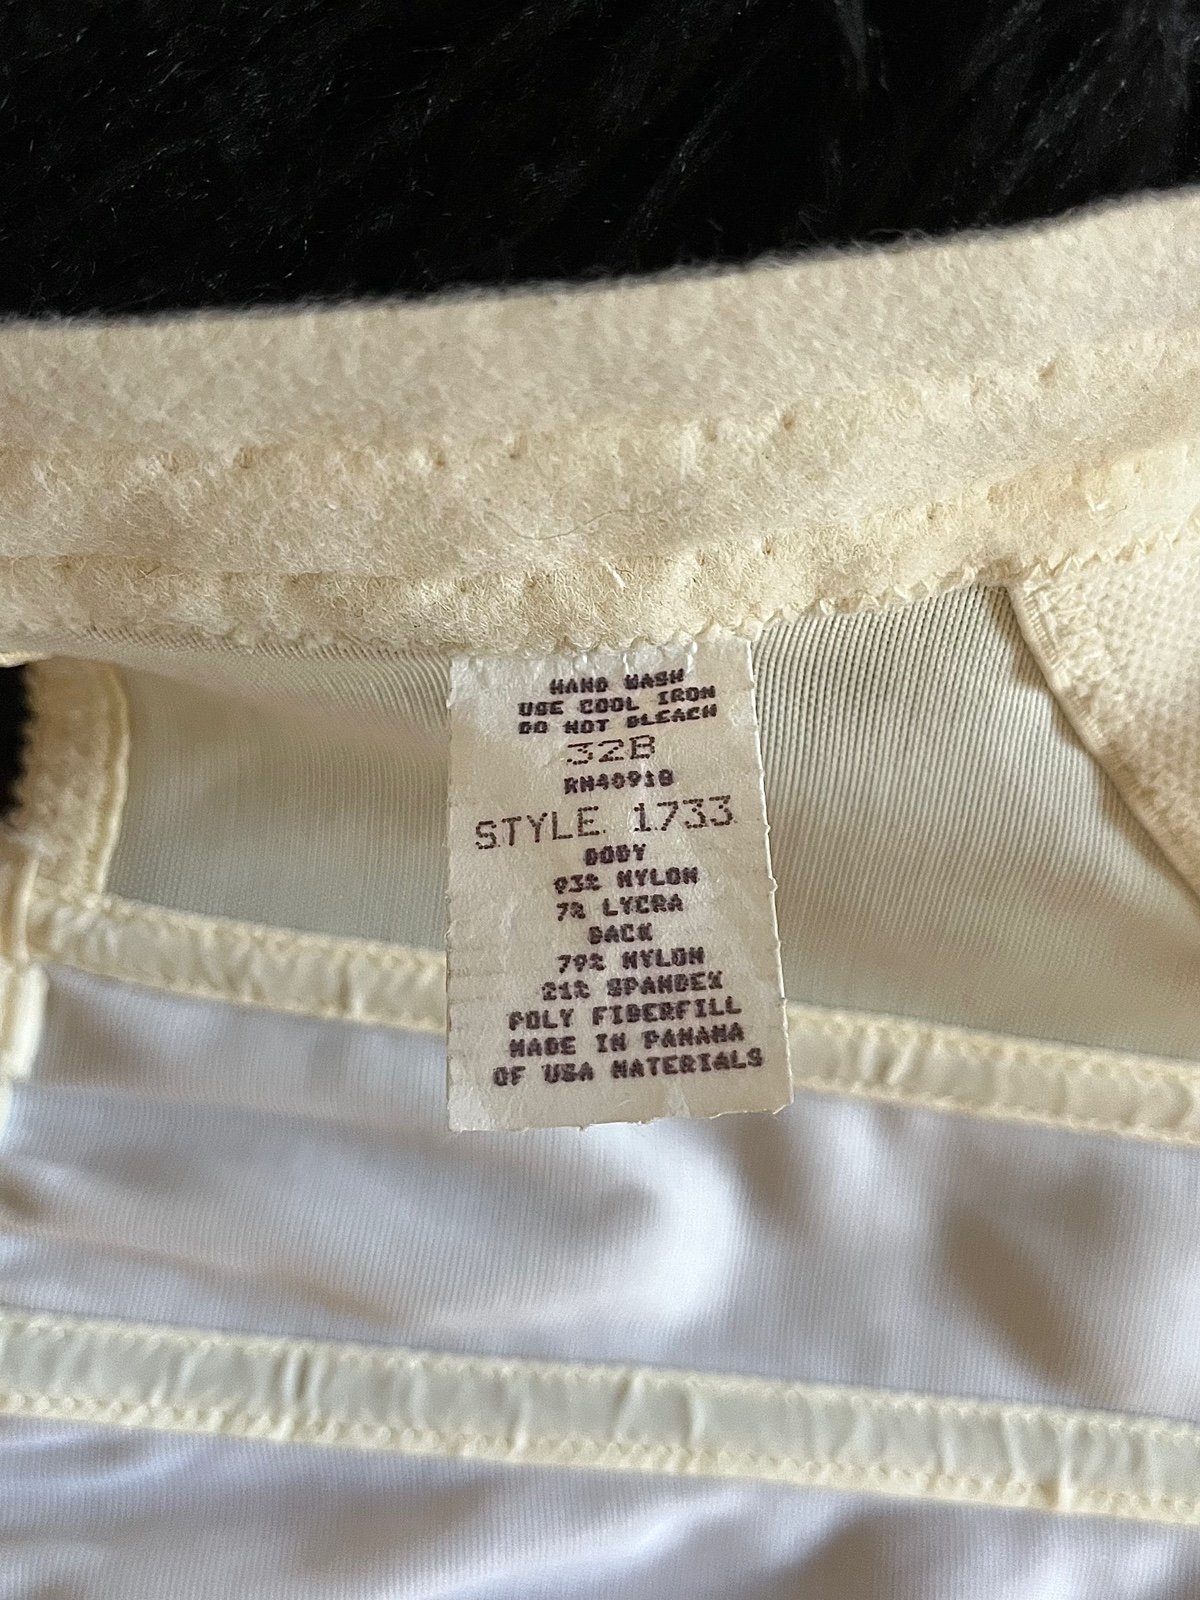 HAND WASH
USE COOL IRON
DO NOT BLEACH
32B
RN40918
STYLE 1733
BODY
93% NYLON
7% LYCRA
BACK
79% NYLON
21% SPANDEX
POLY FIBERFILL
MADE IN PANAMA
OF USA MATERIALS